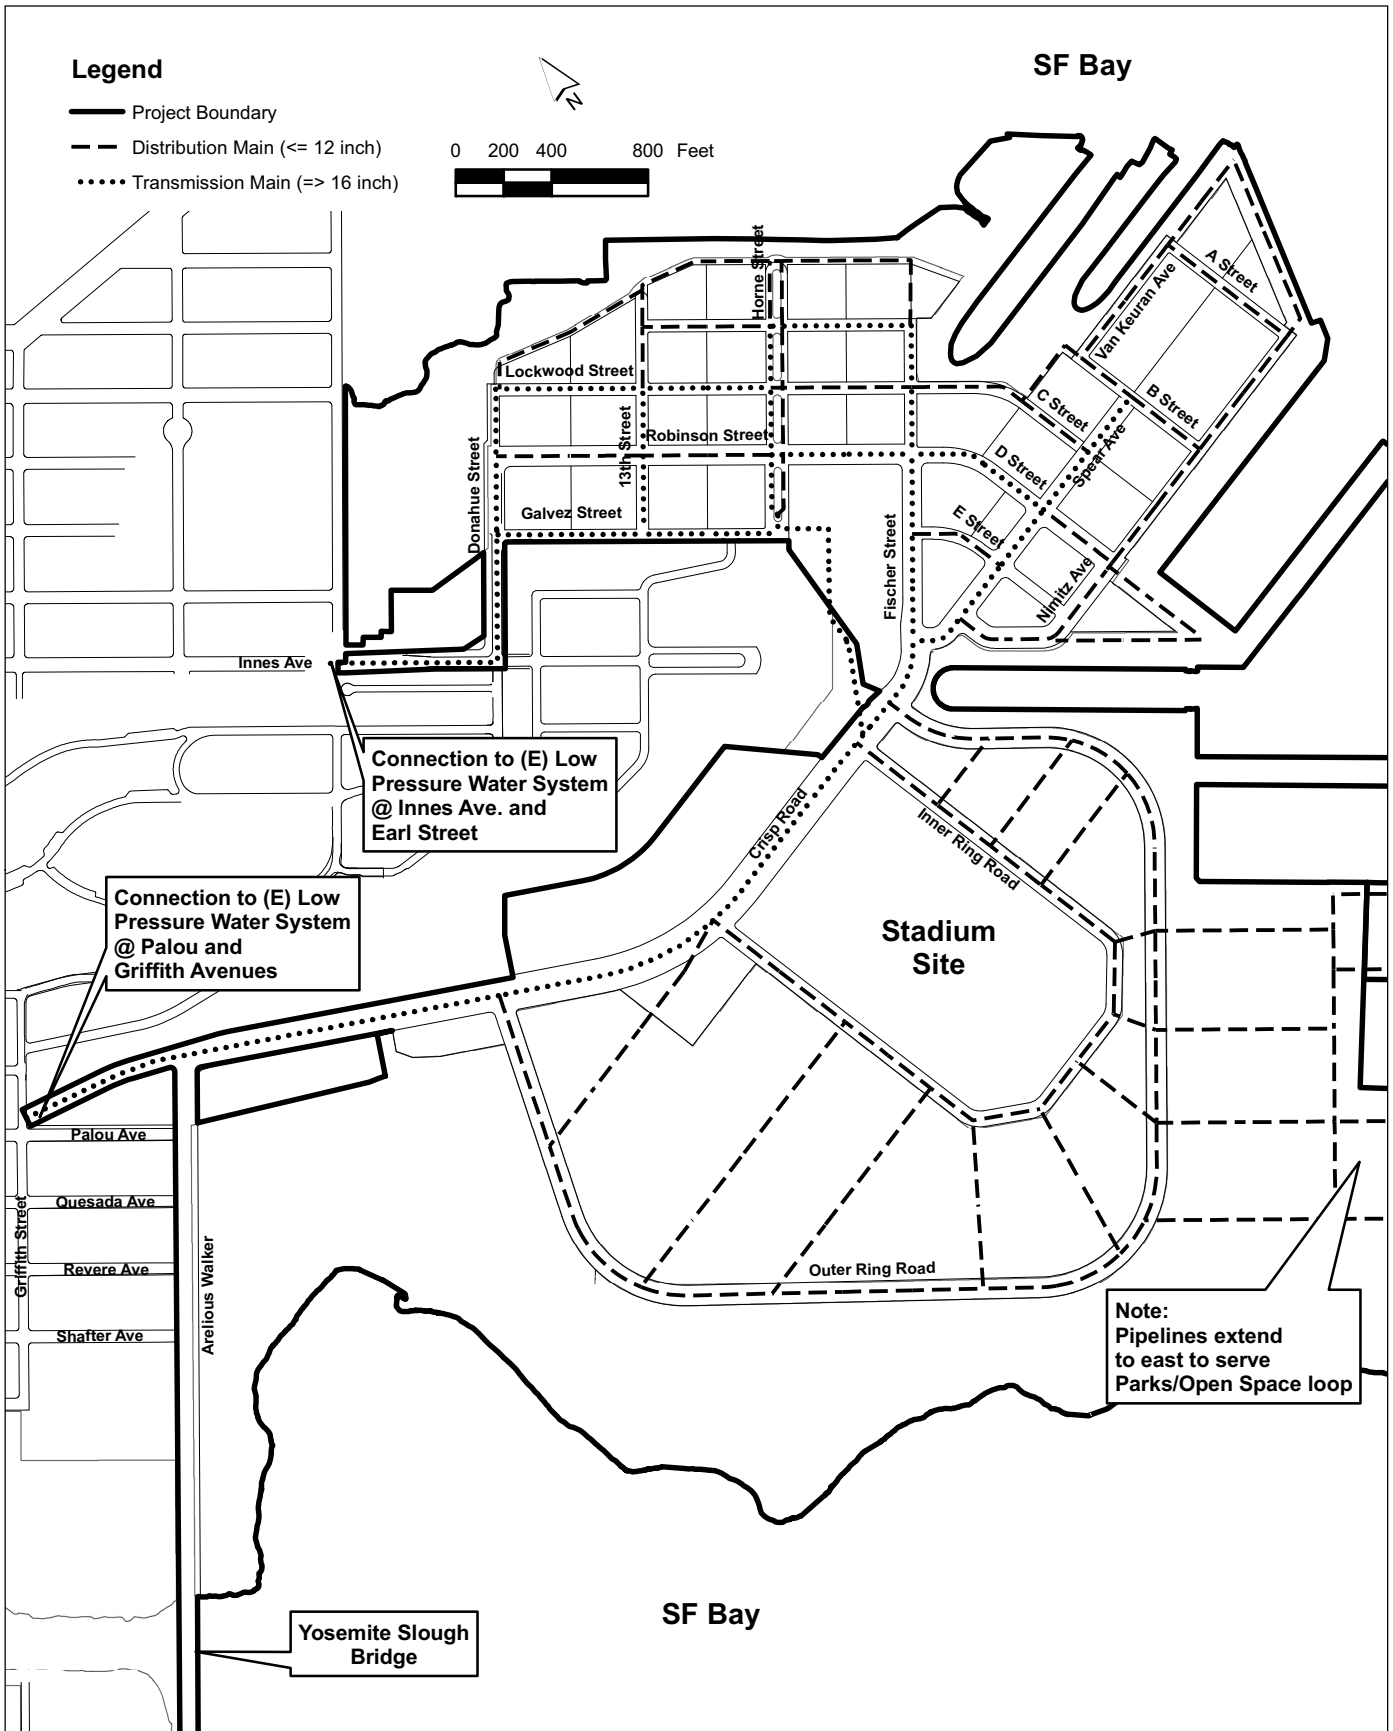 SF Bay
Legend
Project Boundary
Distribution Main (<= 12 inch)
Transmission Main (=> 16 inch)
N
0 200 400 800 Feet
Horne Street
A Street
Van Keuran Ave
Lockwood Street
B Street
C Street
13th Street
Robinson Street
Spear Ave
D Street
Donahue Street
Galvez Street
E Street
Fischer Street
Nimitz Ave
Innes Ave
Connection to (E) Low
Pressure Water System
@ Innes Ave. and
Earl Street
Crisp Road
Inner Ring Road
Connection to (E) Low
Pressure Water System
@ Palou and
Griffith Avenues
Stadium
Site
Palou Ave
Quesada Ave
Griffith Street
Revere Ave
Arelious Walker
Outer Ring Road
Shafter Ave
Note:
Pipelines extend
to east to serve
Parks/Open Space loop
SF Bay
Yosemite Slough
Bridge